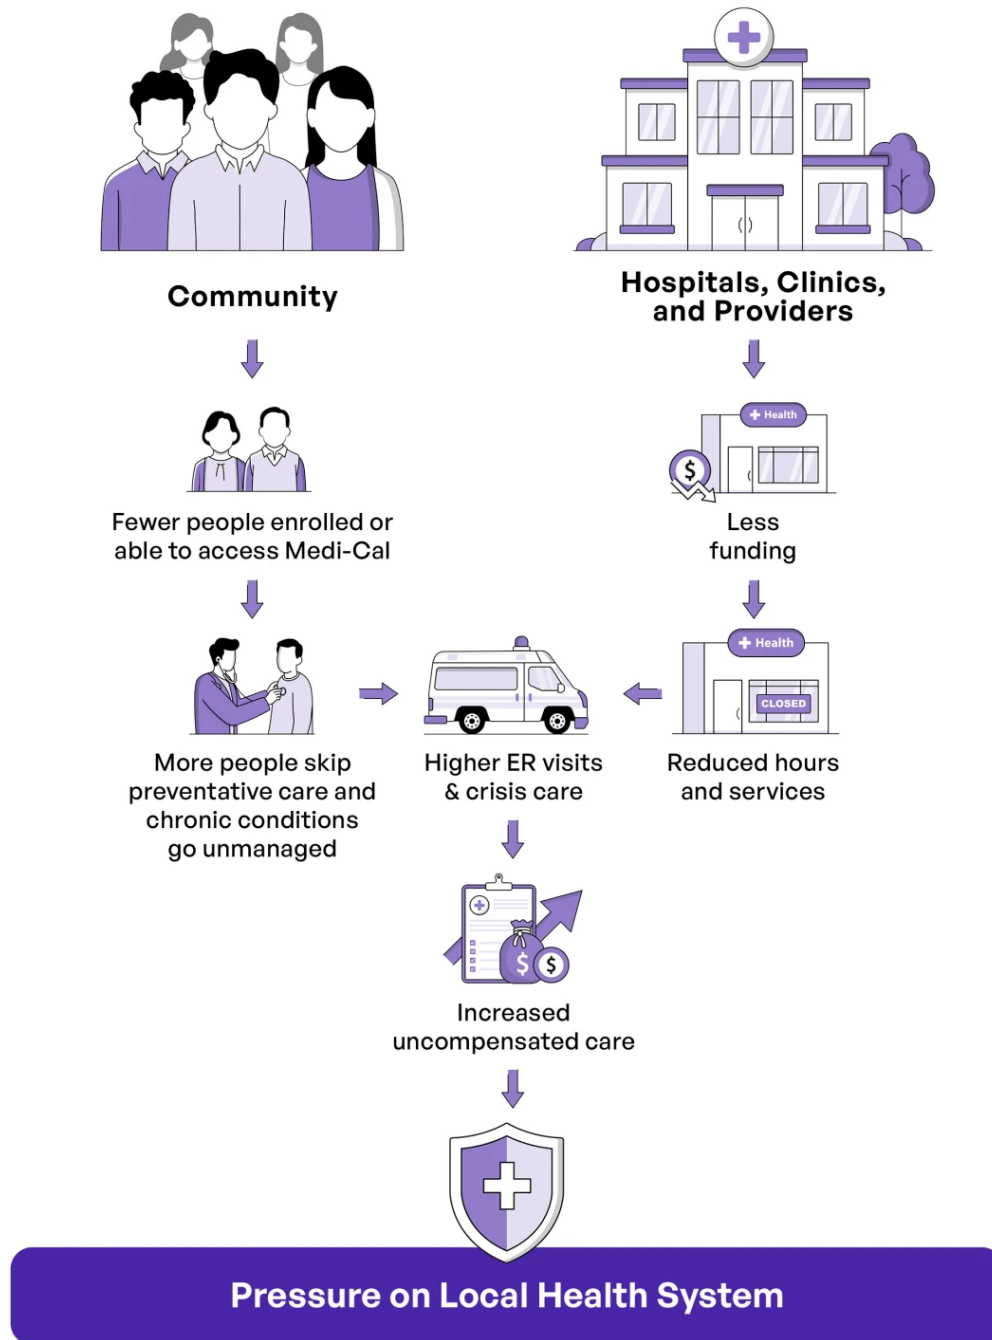 Community
Hospitals, Clinics,
and Providers
Fewer people enrolled or
able to access Medi-Cal
$
Health
Less
funding
More people skip
preventative care and
chronic conditions
go unmanaged
Higher ER visits
& crisis care
Health
CLOSED
Reduced hours
and services
$ $
Increased
uncompensated care
Pressure on Local Health System